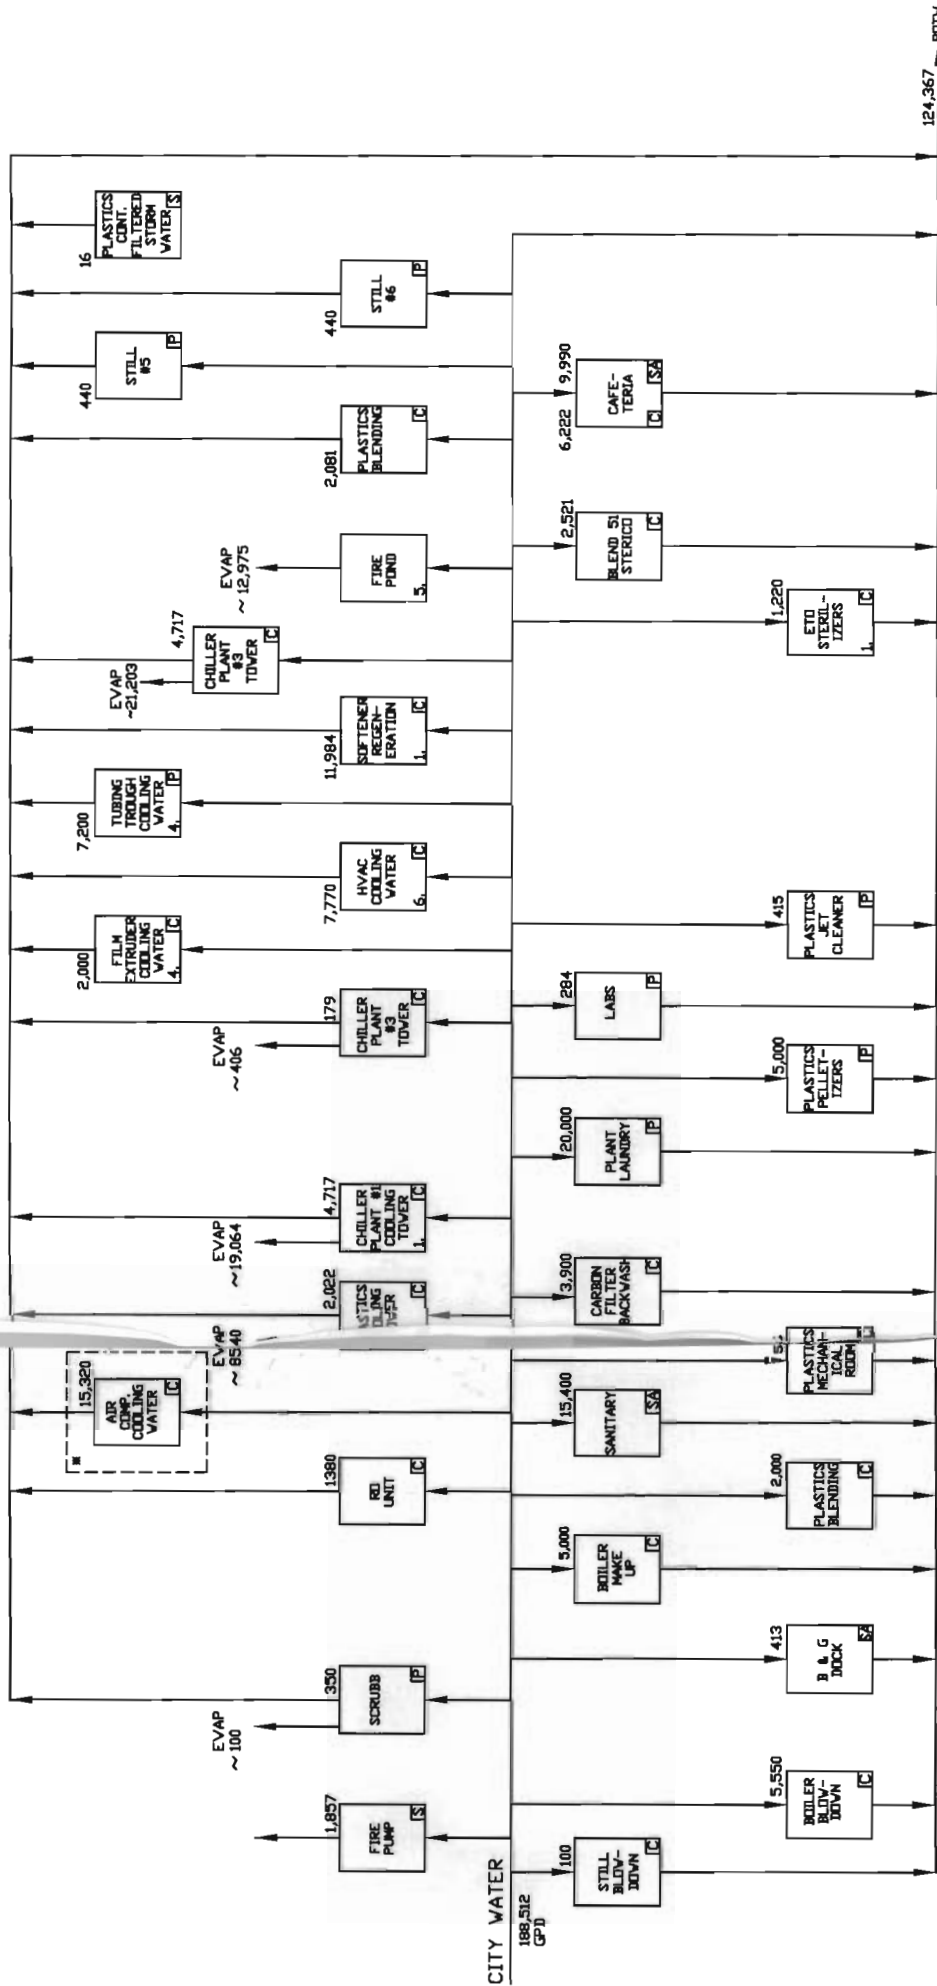 CITY WATER
188,512
GPD
1,857
FIRE
PUMP
S
EVAP
~100
350
SCRUBB
P
1380
RO
UNIT
C
*
15,320
AIR
COMP.
COOLING
WATER
C
EVAP
~8540
2,022
C
EVAP
~19,064
4,717
CHILLER
PLANT #1
COOLING
TOWER
1.
C
EVAP
~406
179
CHILLER
PLANT
#3
TOWER
C
2,000
FILM
EXTRUDER
COOLING
WATER
4.
C
7,770
HVAC
COOLING
WATER
6.
C
7,200
TUBING
TROUGH
COOLING
WATER
4.
P
11,984
SOFTENER
REGEN-
ERATION
1.
C
EVAP
~21,203
4,717
CHILLER
PLANT
#3
TOWER
C
EVAP
~12,975
FIRE
POND
5.
2,081
PLASTICS
BLENDING
C
440
STILL
#5
P
440
STILL
#6
P
16
PLASTICS
CONT.
FILTERED
STORM
WATER
S
100
STILL
BLOW-
DOWN
C
5,550
BOILER
BLOW-
DOWN
C
413
B & G
DOCK
SA
5,000
BOILER
MAKE
UP
C
2,000
PLASTICS
BLENDING
C
15,400
SANITARY
SA
PLASTICS
MECHAN-
ICAL
ROOM
3,900
CARBON
FILTER
BACKWASH
C
20,000
PLANT
LAUNDRY
P
5,000
PLASTICS
PELLET-
IZERS
P
284
LABS
P
415
PLASTICS
JET
CLEANER
P
1,220
ETO
STERIL-
IZERS
1.
C
2,521
BLEND 51
STERICO
C
6,222
9,990
CAFE-
TERIA
C
SA
124,367
POTW